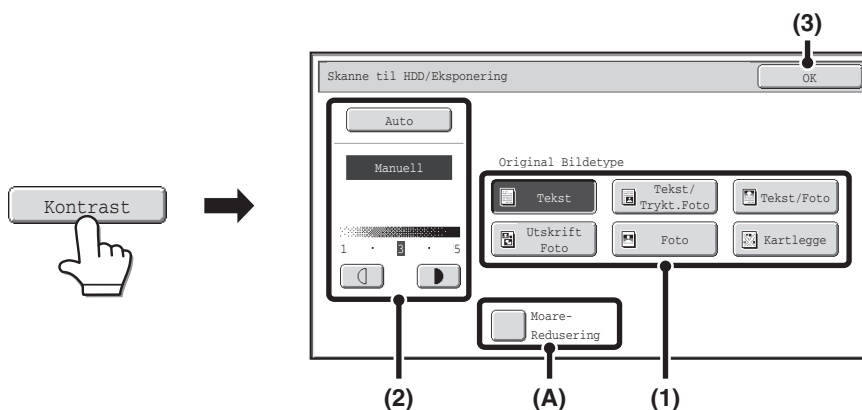 (3)
Skanne til HDD/Eksponering
OK
Auto
Manuell
1 · 3 · 5
Original Bildetype
Tekst
Tekst/
Trykt.Foto
Tekst/Foto
Utskrift
Foto
Foto
Kartlegge
Moare-
Redusering
Kontrast
(2)
(A)
(1)